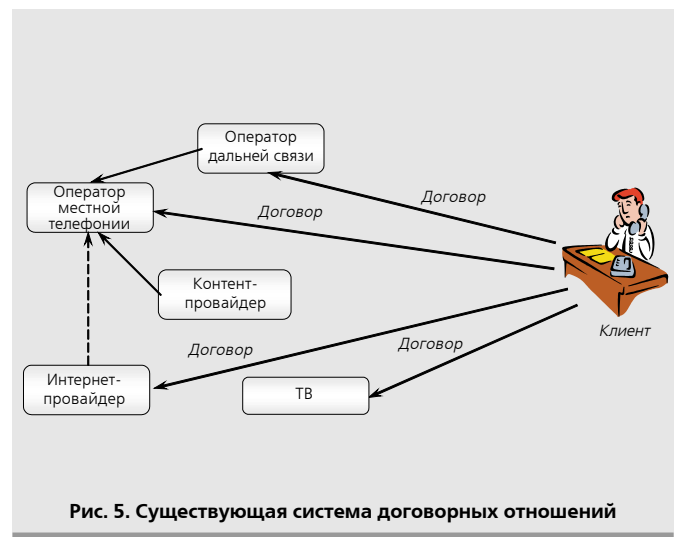 Оператор
дальней связи
Оператор
местной
телефонии
Договор
Договор
Контент-
провайдер
Клиент
Договор
Договор
Интернет-
провайдер
ТВ
Рис. 5. Существующая система договорных отношений